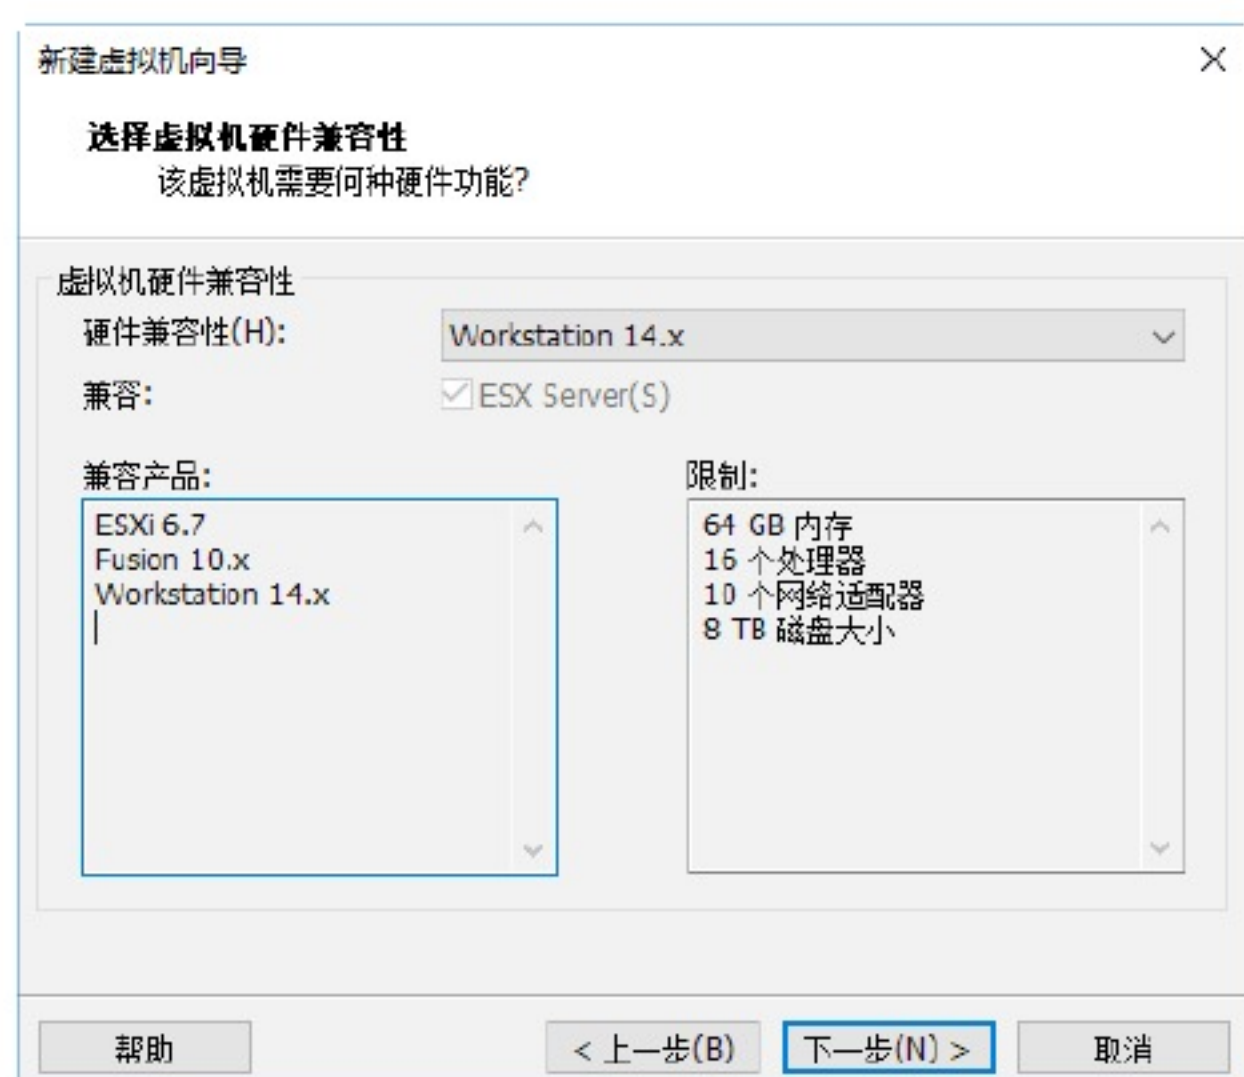 新建虚拟机向导
选择虚拟机硬件兼容性
该虚拟机需要何种硬件功能?
虚拟机硬件兼容性
硬件兼容性(H):
Workstation 14.x
兼容:
ESX Server(S)
兼容产品:
ESXi 6.7
Fusion 10.x
Workstation 14.x
限制:
64 GB 内存
16 个处理器
10 个网络适配器
8 TB 磁盘大小
帮助
< 上一步(B)
下一步(N) >
取消